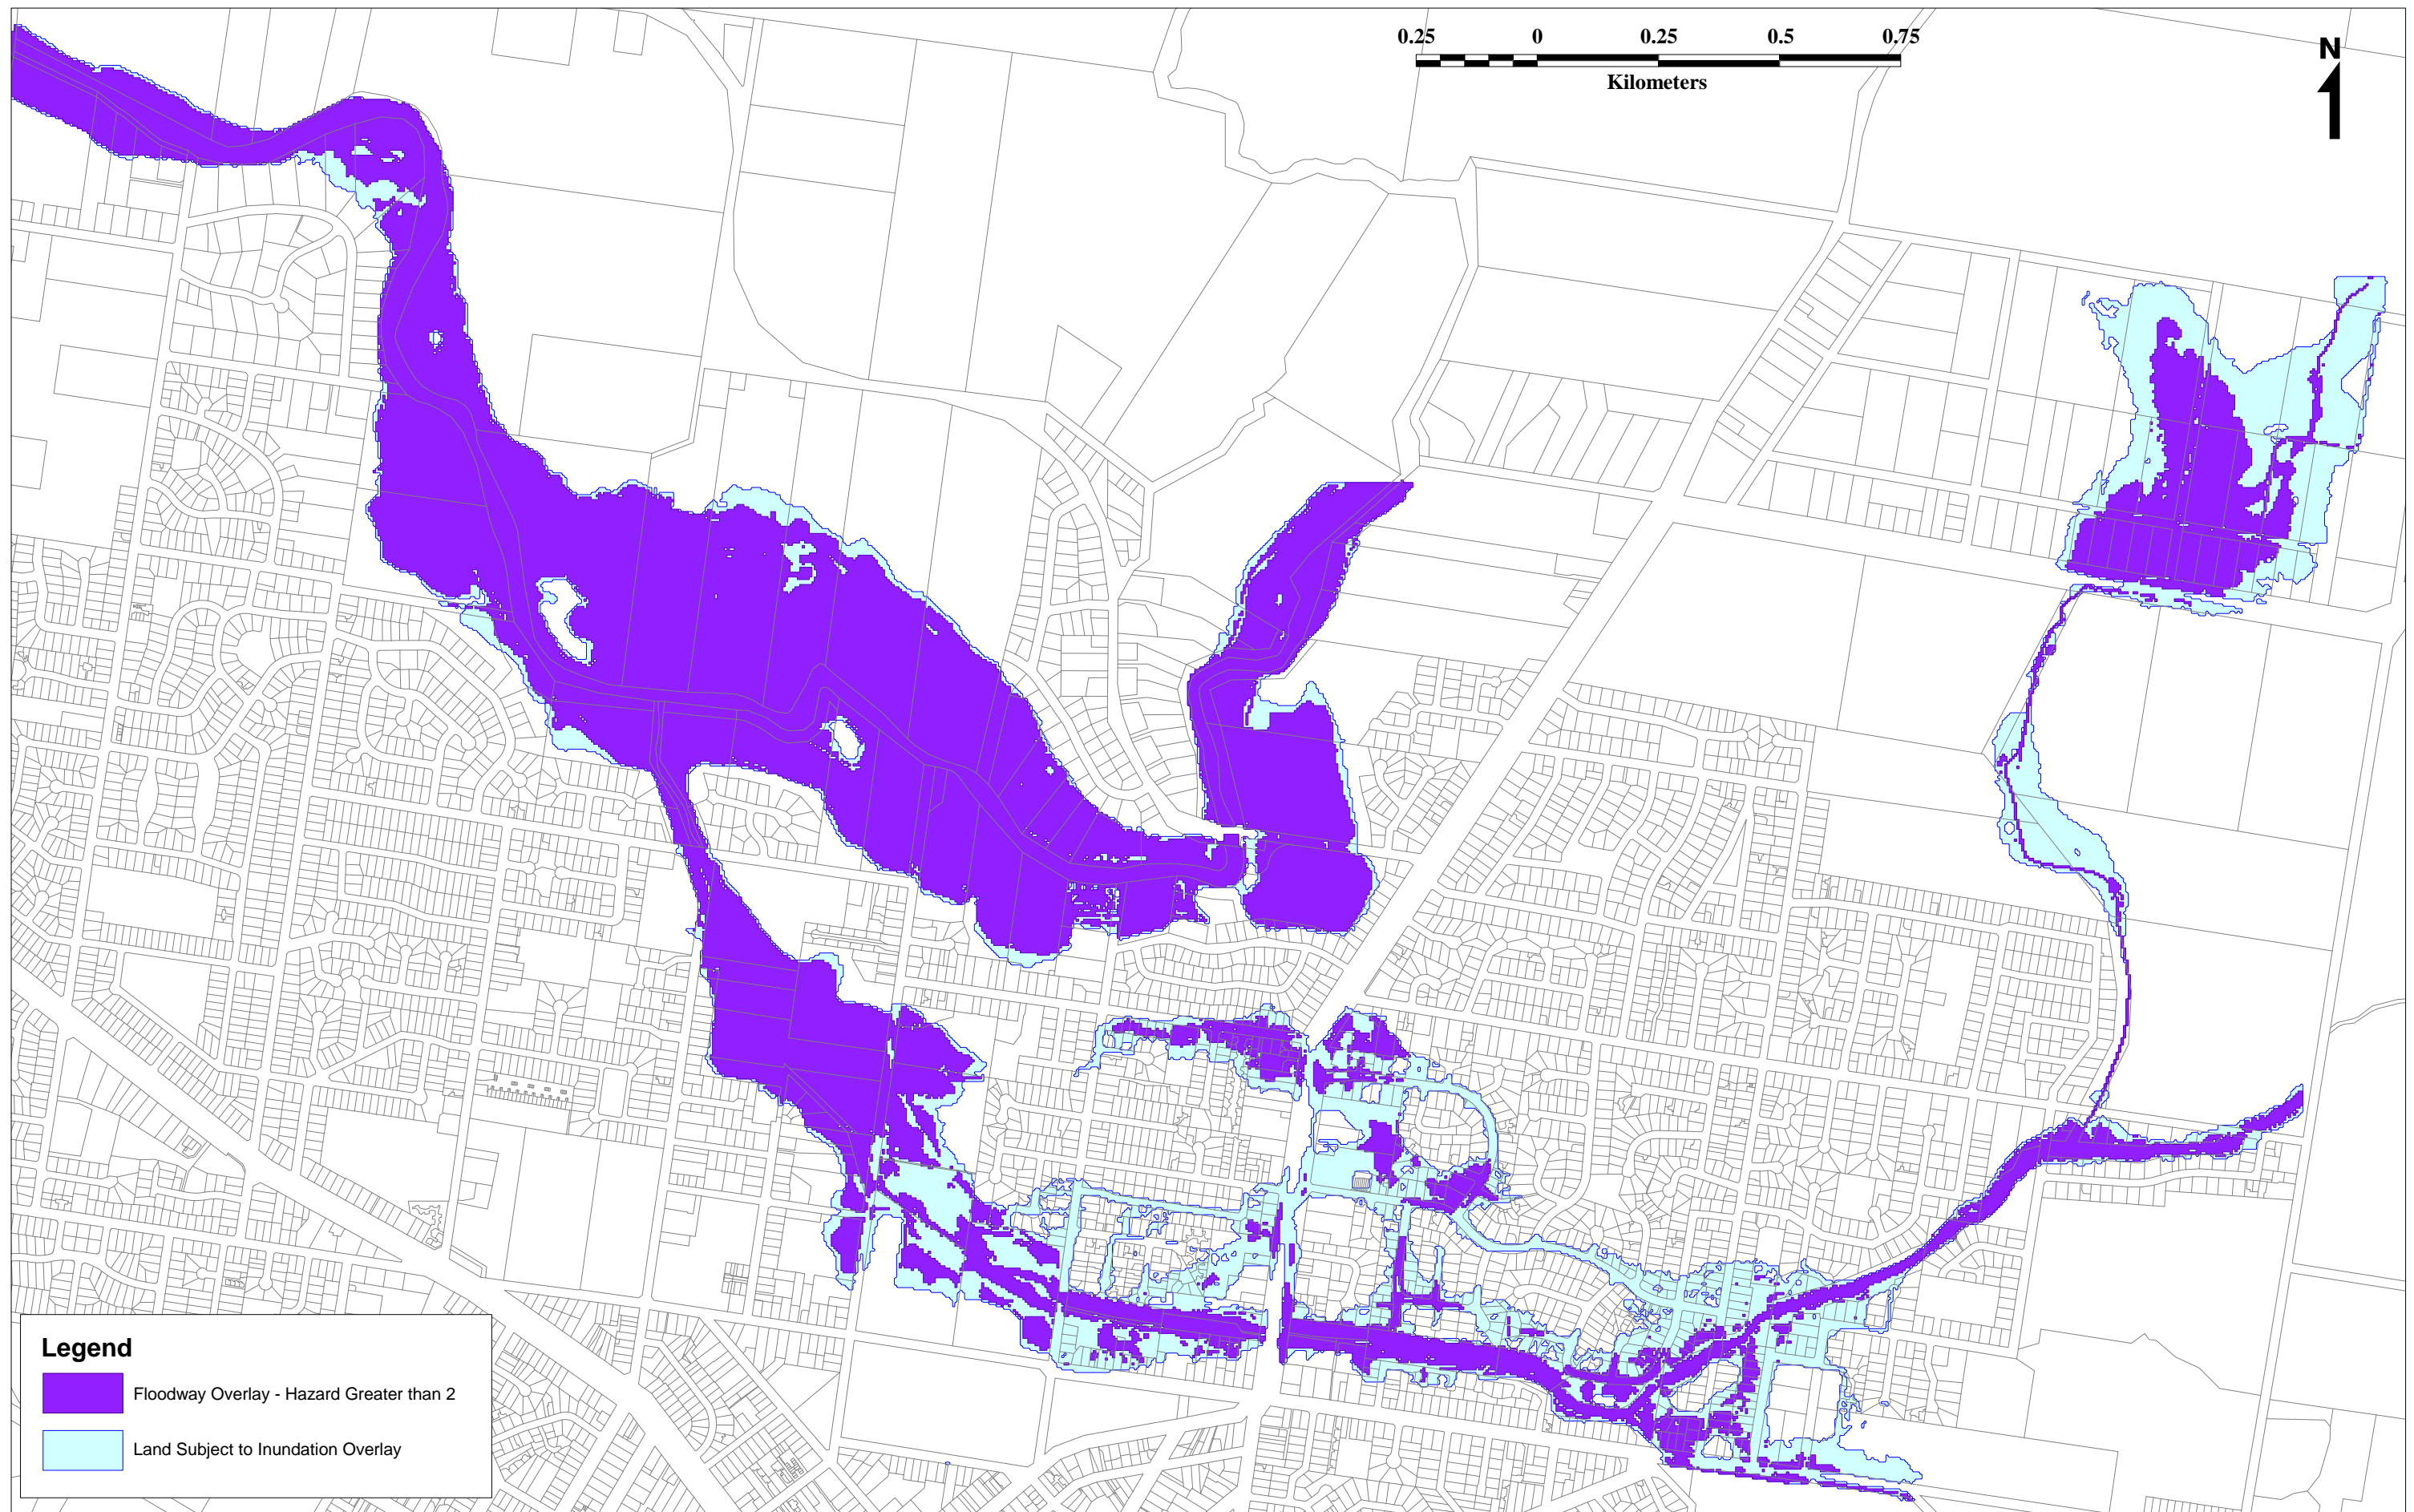 0.25 0 0.25 0.5 0.75
Kilometers
N
Legend
Floodway Overlay - Hazard Greater than 2
Land Subject to Inundation Overlay